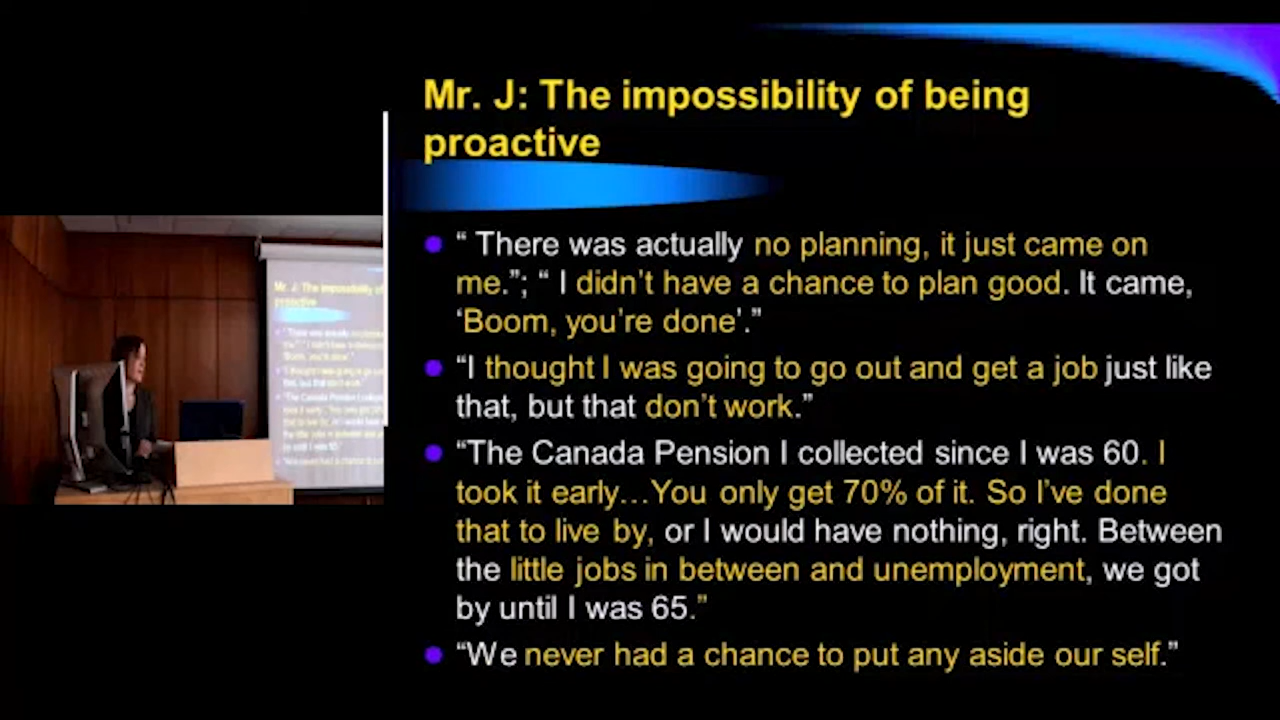 Mr. J: The impossibility of being
proactive
“ There was actually no planning, it just came on
me.”; “ I didn’t have a chance to plan good. It came,
‘Boom, you’re done’.”
“I thought I was going to go out and get a job just like
that, but that don’t work.”
“The Canada Pension I collected since I was 60. I
took it early…You only get 70% of it. So I’ve done
that to live by, or I would have nothing, right. Between
the little jobs in between and unemployment, we got
by until I was 65.”
“We never had a chance to put any aside our self.”
Mr. J: The impossibility of
proactive